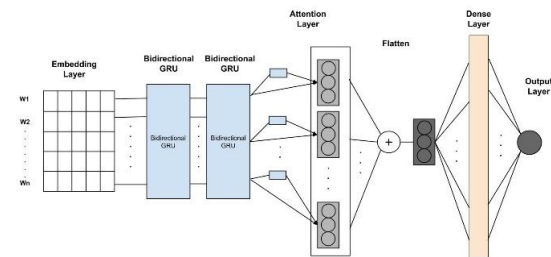 Attention
Layer
Dense
Layer
Flatten
Bidirectional
GRU
Bidirectional
GRU
Embedding
Layer
Output
Layer
W1
W2
Wn
Bidirectional
GRU
Bidirectional
GRU
+